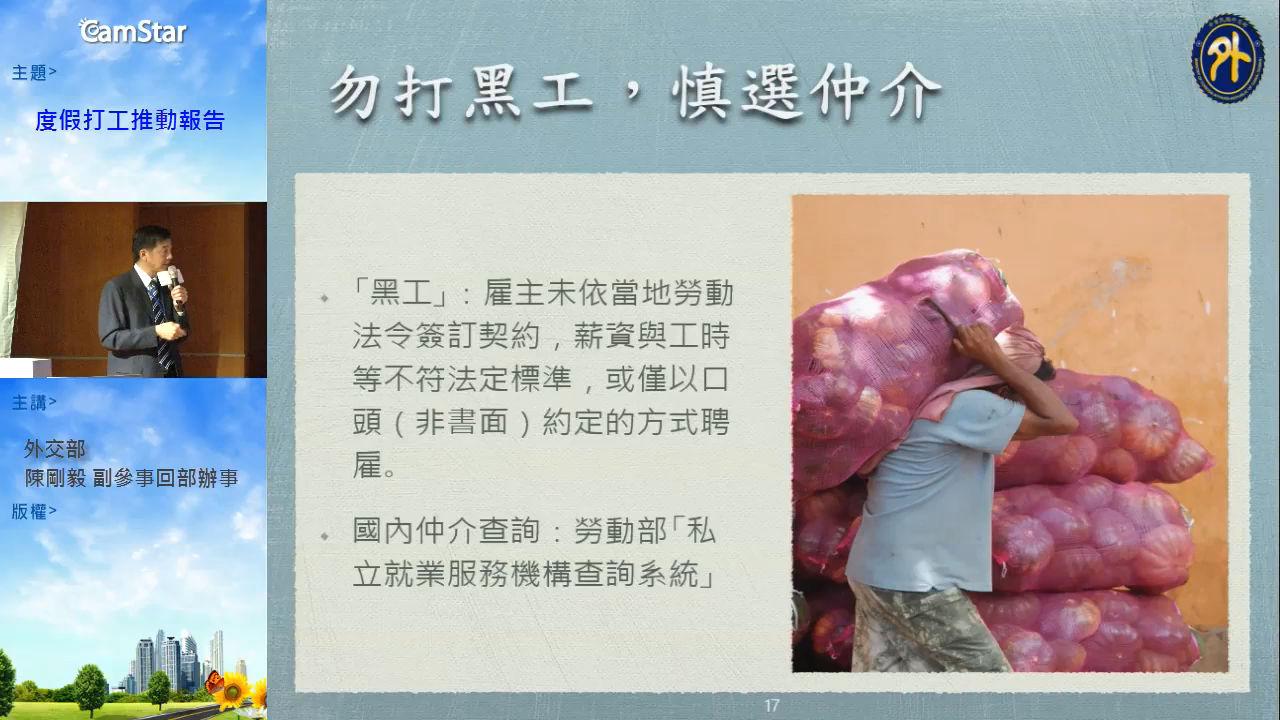 CamStar
主題>
度假打工推動報告
主講>
外交部
陳剛毅 副參事回部辦事
版權>
勿打黑工，慎選仲介
外
「黑工」：雇主未依當地勞動
法令簽訂契約，薪資與工時
等不符法定標準，或僅以口
頭（非書面）約定的方式聘
雇。
國內仲介查詢：勞動部「私
立就業服務機構查詢系統」
17